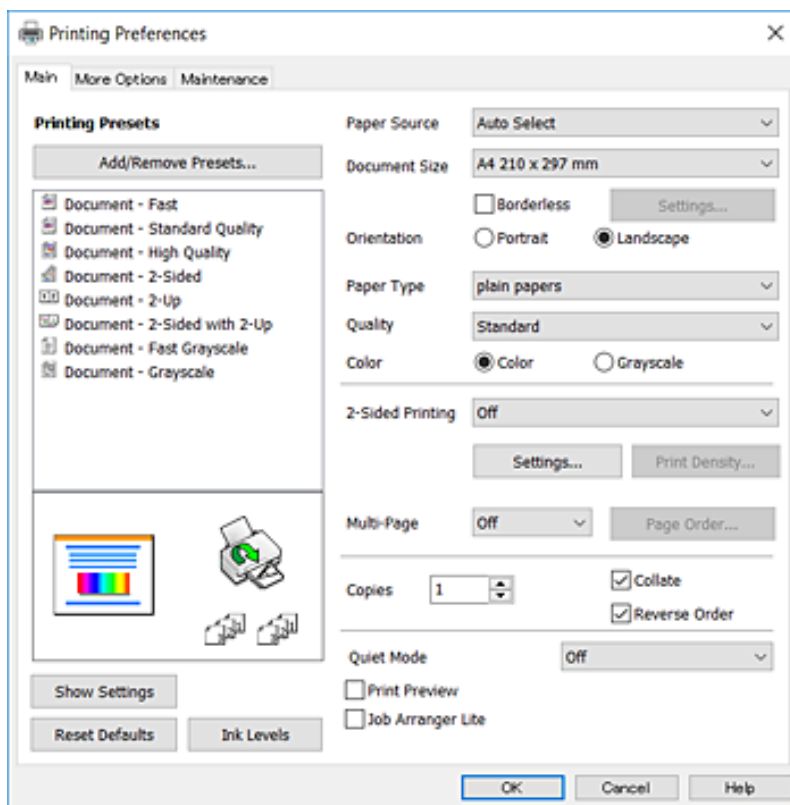 Printing Preferences
Main More Options Maintenance
Printing Presets
Add/Remove Presets...
Document - Fast
Document - Standard Quality
Document - High Quality
Document - 2-Sided
Document - 2-Up
Document - 2-Sided with 2-Up
Document - Fast Grayscale
Document - Grayscale
Show Settings
Reset Defaults Ink Levels
Paper Source Auto Select
Document Size A4 210 x 297 mm
Borderless Settings...
Orientation Portrait Landscape
Paper Type plain papers
Quality Standard
Color Color Grayscale
2-Sided Printing Off
Settings... Print Density...
Multi-Page Off Page Order...
Copies 1 Collate
Reverse Order
Quiet Mode Off
Print Preview
Job Arranger Lite
OK Cancel Help